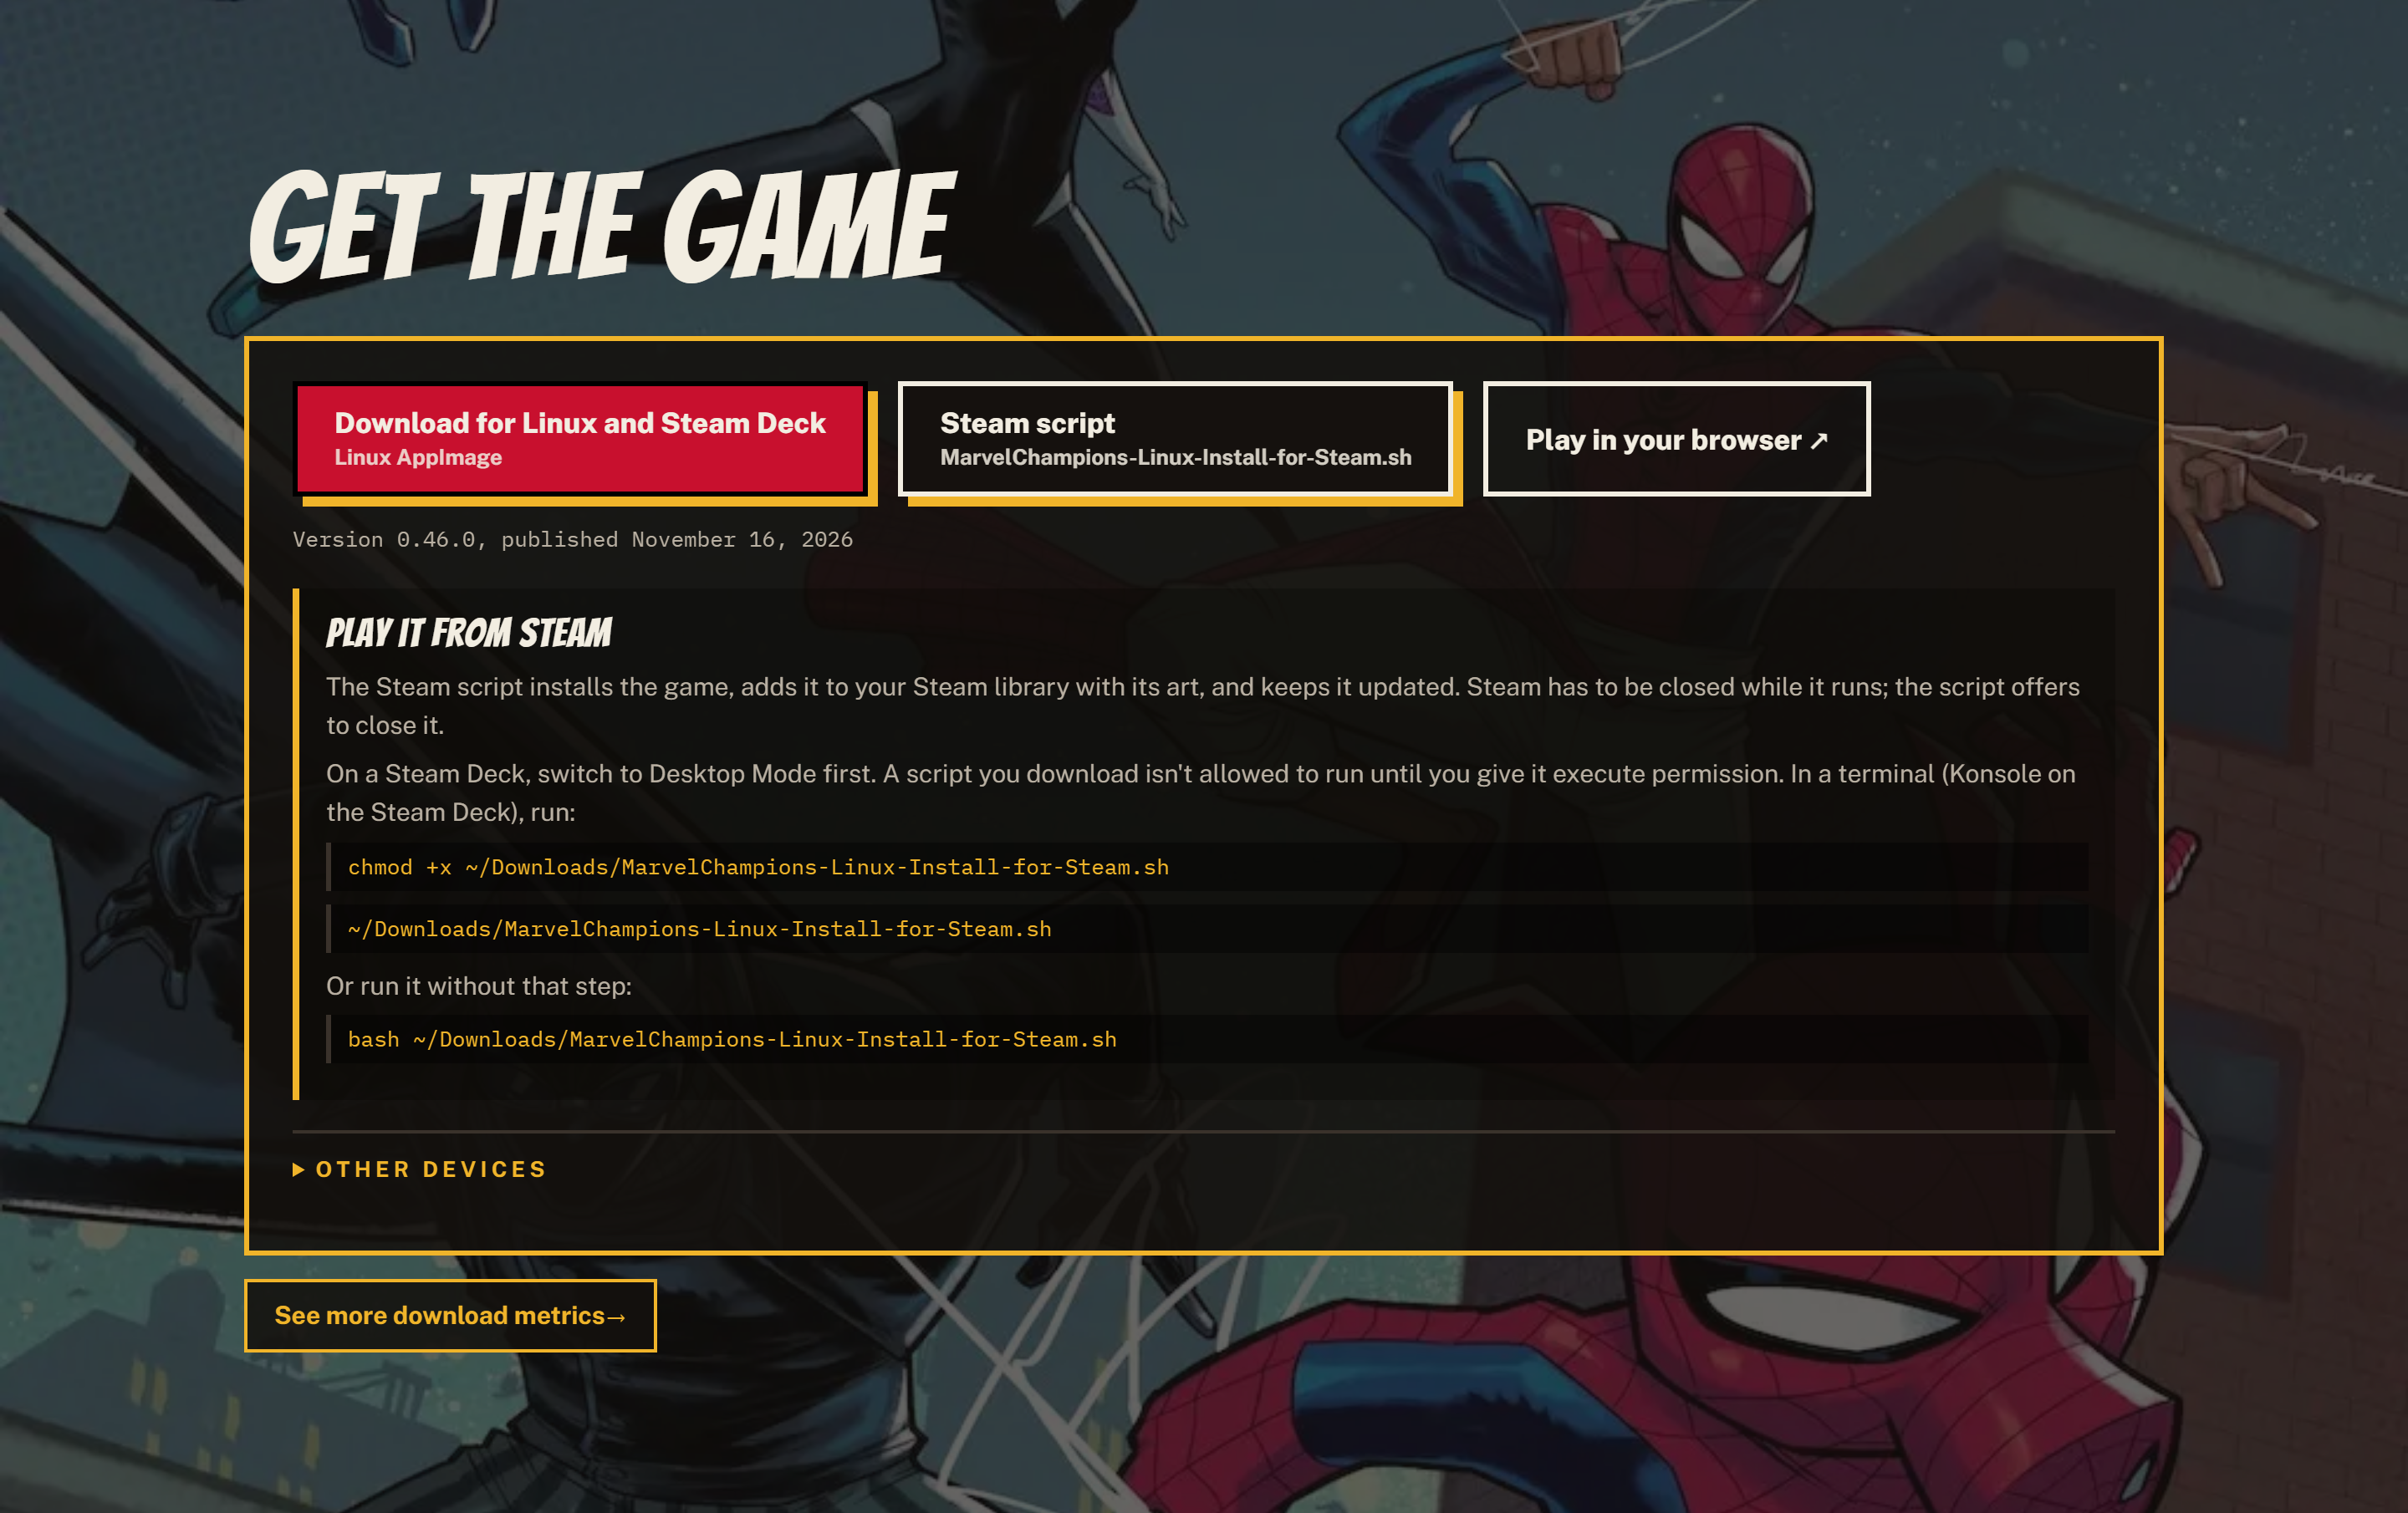 GET THE GAME
Download for Linux and Steam Deck
Linux AppImage
Steam script
MarvelChampions-Linux-Install-for-Steam.sh
Play in your browser ↗
Version 0.46.0, published November 16, 2026
PLAY IT FROM STEAM
The Steam script installs the game, adds it to your Steam library with its art, and keeps it updated. Steam has to be closed while it runs; the script offers
to close it.
On a Steam Deck, switch to Desktop Mode first. A script you download isn't allowed to run until you give it execute permission. In a terminal (Konsole on
the Steam Deck), run:
chmod +x ~/Downloads/MarvelChampions-Linux-Install-for-Steam.sh
~/Downloads/MarvelChampions-Linux-Install-for-Steam.sh
Or run it without that step:
bash ~/Downloads/MarvelChampions-Linux-Install-for-Steam.sh
▶ OTHER DEVICES
See more download metrics→